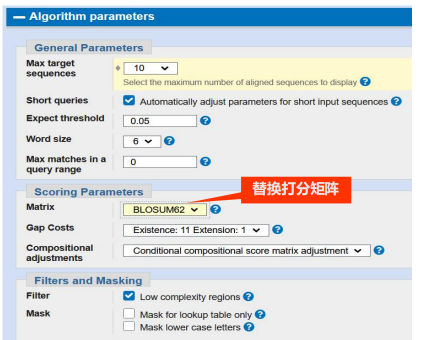 Algorithm parameters
General Parameters
Max target sequences
10
Select the maximum number of aligned sequences to display
Short queries
Automatically adjust parameters for short input sequences
Expect threshold
0.05
Word size
6
Max matches in a query range
0
Scoring Parameters
替换打分矩阵
Matrix
BLOSUM62
Gap Costs
Existence: 11 Extension: 1
Compositional adjustments
Conditional compositional score matrix adjustment
Filters and Masking
Filter
Low complexity regions
Mask
Mask for lookup table only
Mask lower case letters